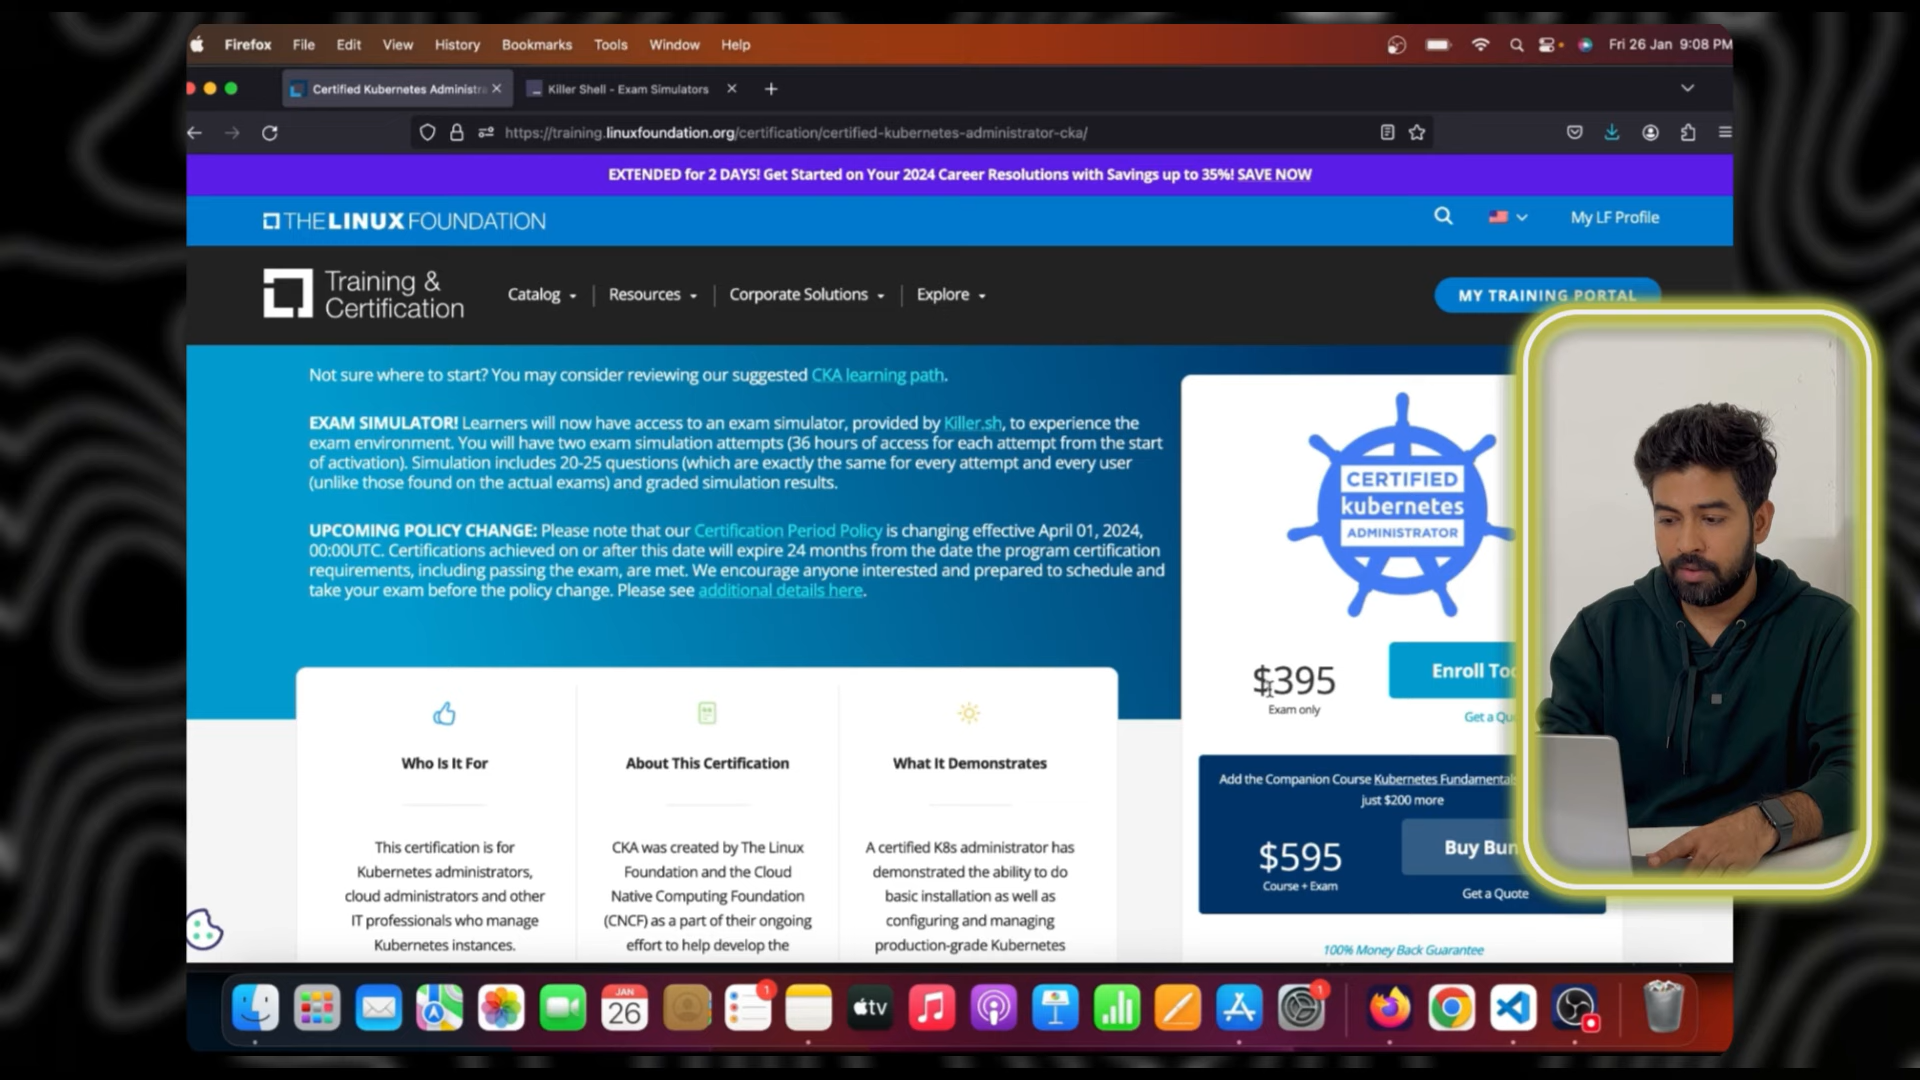 Firefox File Edit View History Bookmarks Tools Window Help
Fri 26 Jan 9:08 PM
Certified Kubernetes Administra
Killer Shell - Exam Simulators
https://training.linuxfoundation.org/certification/certified-kubernetes-administrator-cka/
EXTENDED for 2 DAYS! Get Started on Your 2024 Career Resolutions with Savings up to 35%! SAVE NOW
THE LINUX FOUNDATION
My LF Profile
Training &
Certification
Catalog
Resources
Corporate Solutions
Explore
MY TRAINING PORTAL
Not sure where to start? You may consider reviewing our suggested CKA learning path.
EXAM SIMULATOR! Learners will now have access to an exam simulator, provided by Killer.sh, to experience the
exam environment. You will have two exam simulation attempts (36 hours of access for each attempt from the start
of activation). Simulation includes 20-25 questions (which are exactly the same for every attempt and every user
(unlike those found on the actual exams) and graded simulation results.
UPCOMING POLICY CHANGE: Please note that our Certification Period Policy is changing effective April 01, 2024,
00:00UTC. Certifications achieved on or after this date will expire 24 months from the date the program certification
requirements, including passing the exam, are met. We encourage anyone interested and prepared to schedule and
take your exam before the policy change. Please see additional details here.
CERTIFIED
kubernetes
ADMINISTRATOR
$395
Exam only
Enroll To
Get a Qu
Add the Companion Course Kubernetes Fundamentals
just $200 more
$595
Course + Exam
Buy Bun
Get a Quote
100% Money Back Guarantee
Who Is It For
This certification is for
Kubernetes administrators,
cloud administrators and other
IT professionals who manage
Kubernetes instances.
About This Certification
CKA was created by The Linux
Foundation and the Cloud
Native Computing Foundation
(CNCF) as a part of their ongoing
effort to help develop the
What It Demonstrates
A certified K8s administrator has
demonstrated the ability to do
basic installation as well as
configuring and managing
production-grade Kubernetes
JAN
26
1
tv
1